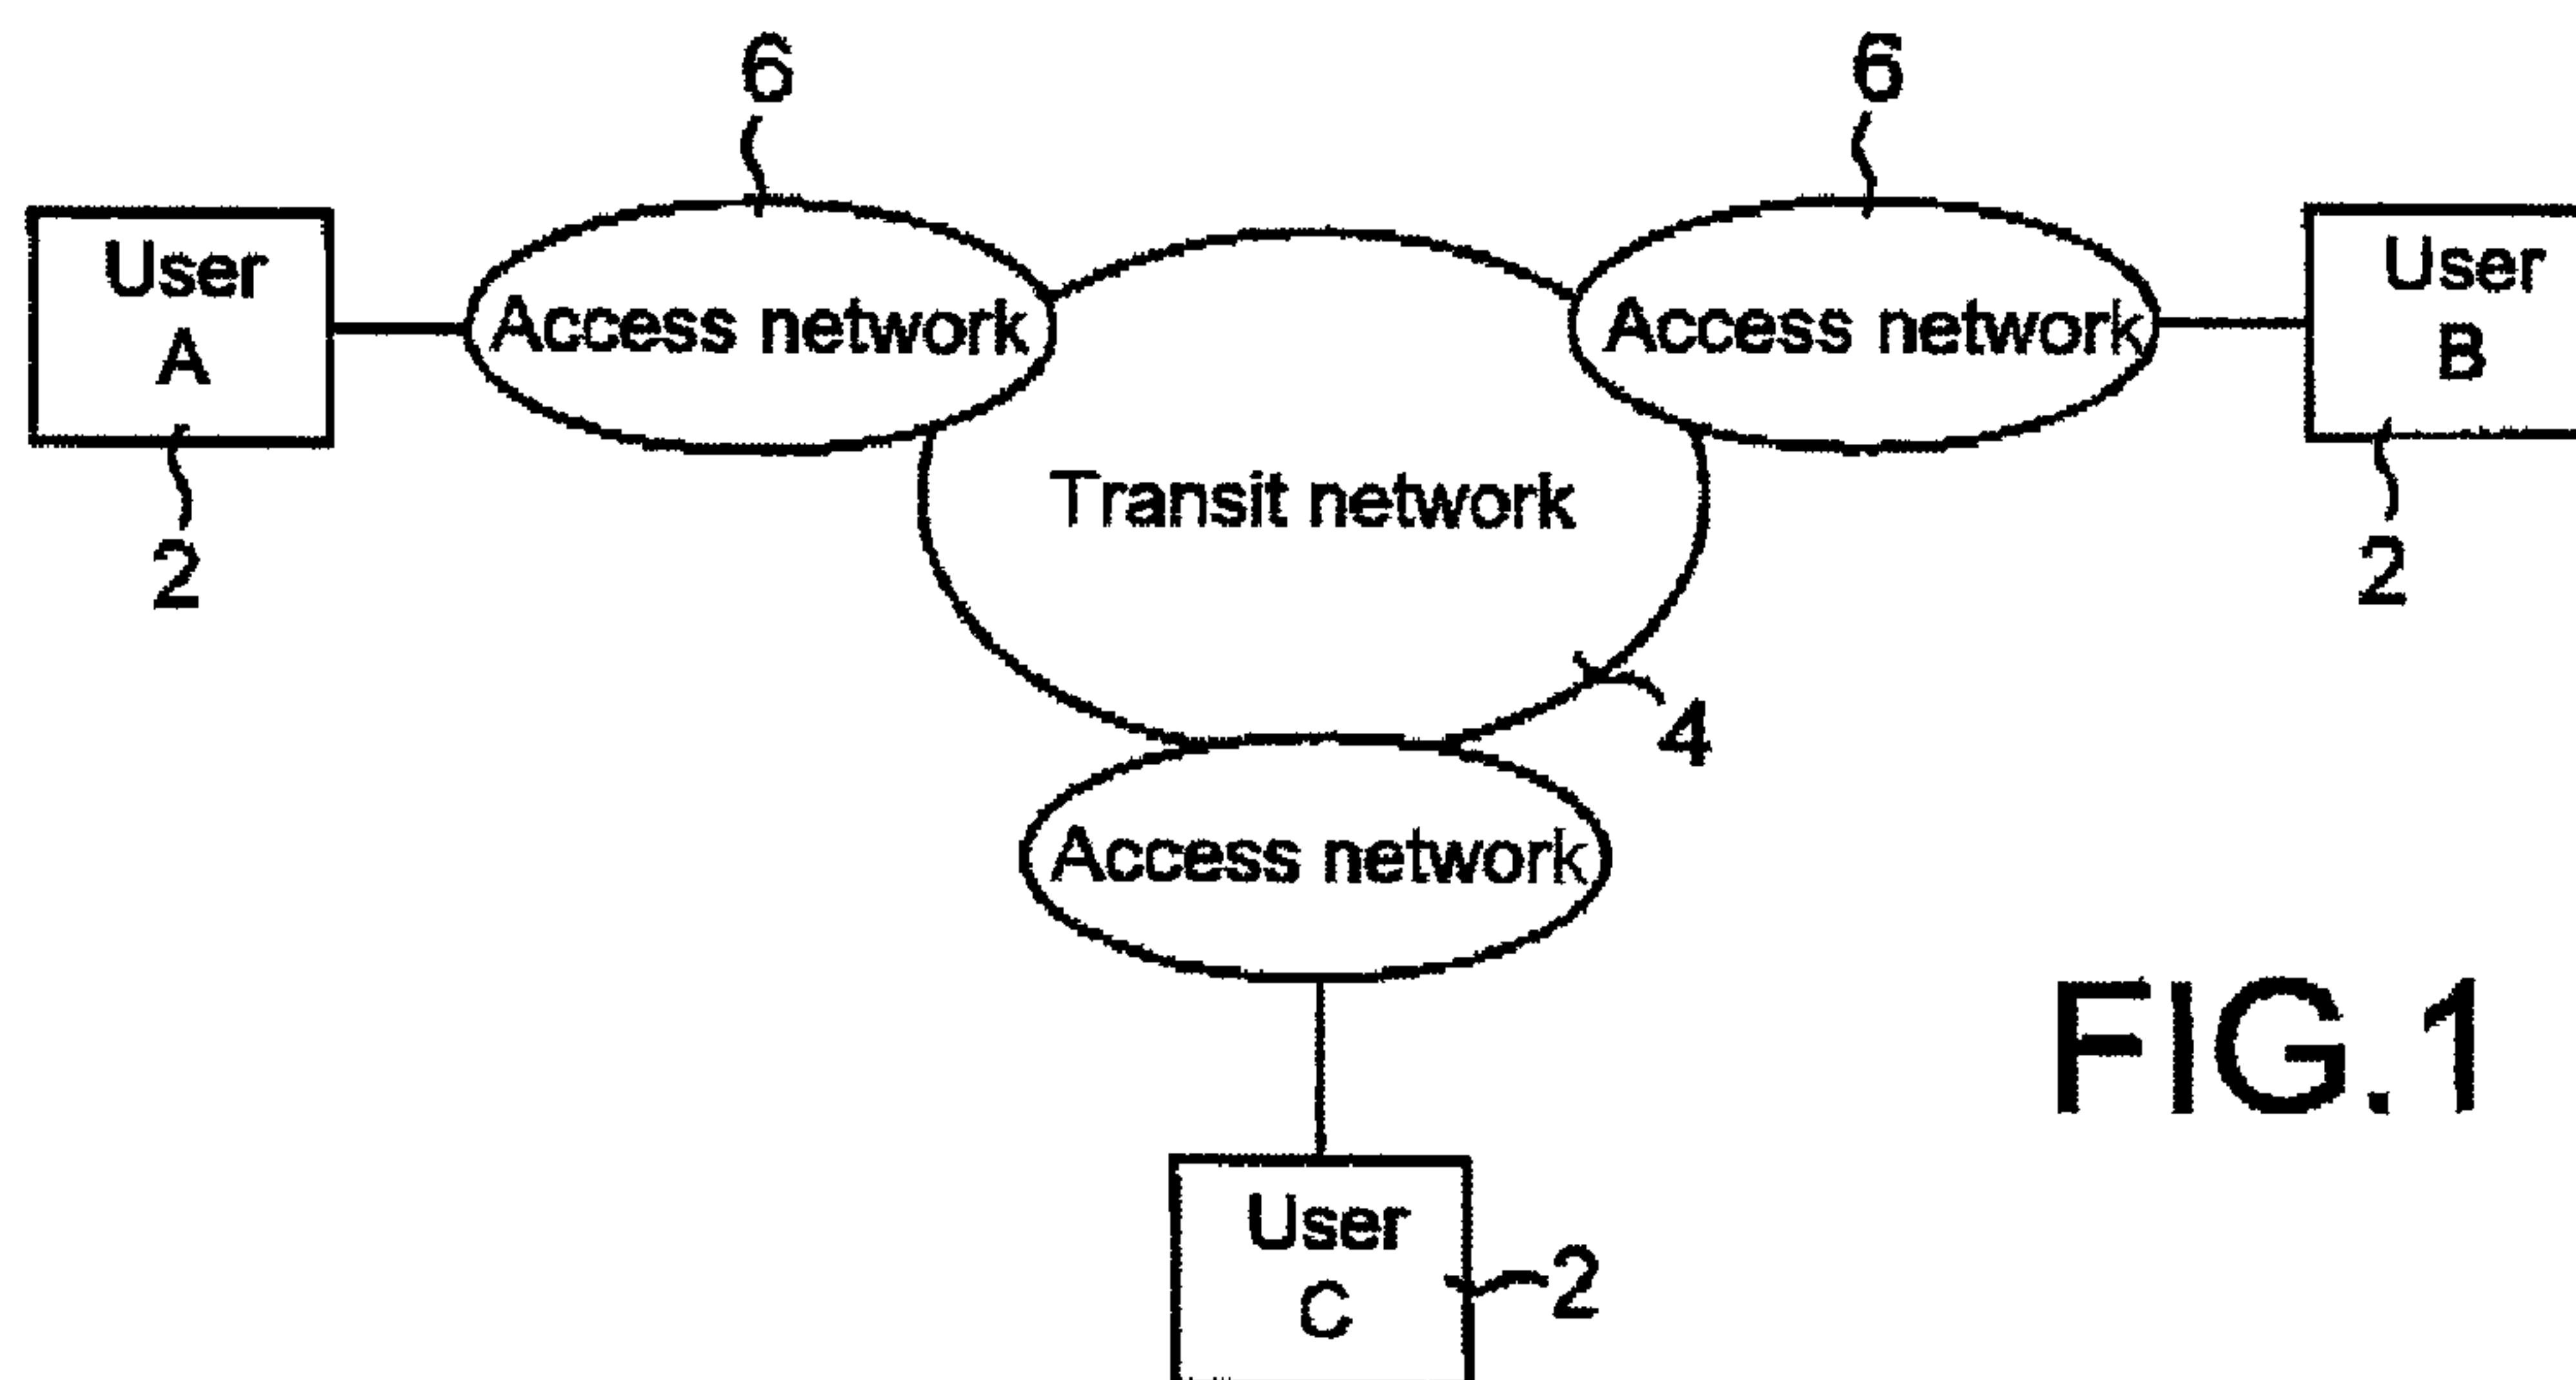 6
6
User
A
Access network
Access network
User
B
Transit network
2
2
4
Access network
FIG.1
User
C
2